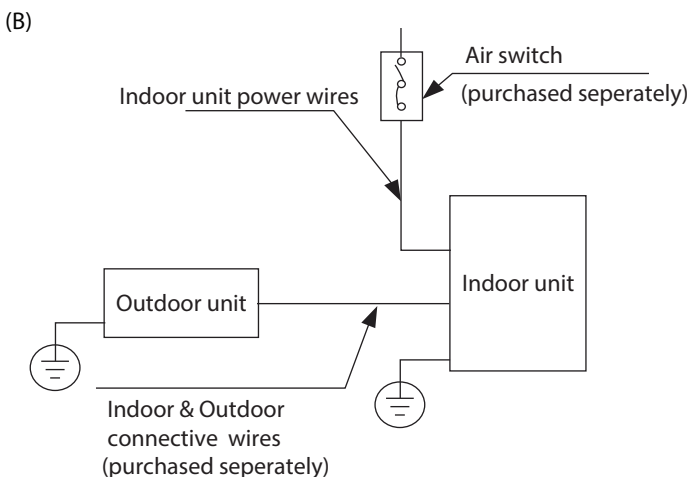 (B)
Air switch
(purchased seperately)
Indoor unit power wires
Indoor unit
Outdoor unit
Indoor & Outdoor
connective wires
(purchased seperately)